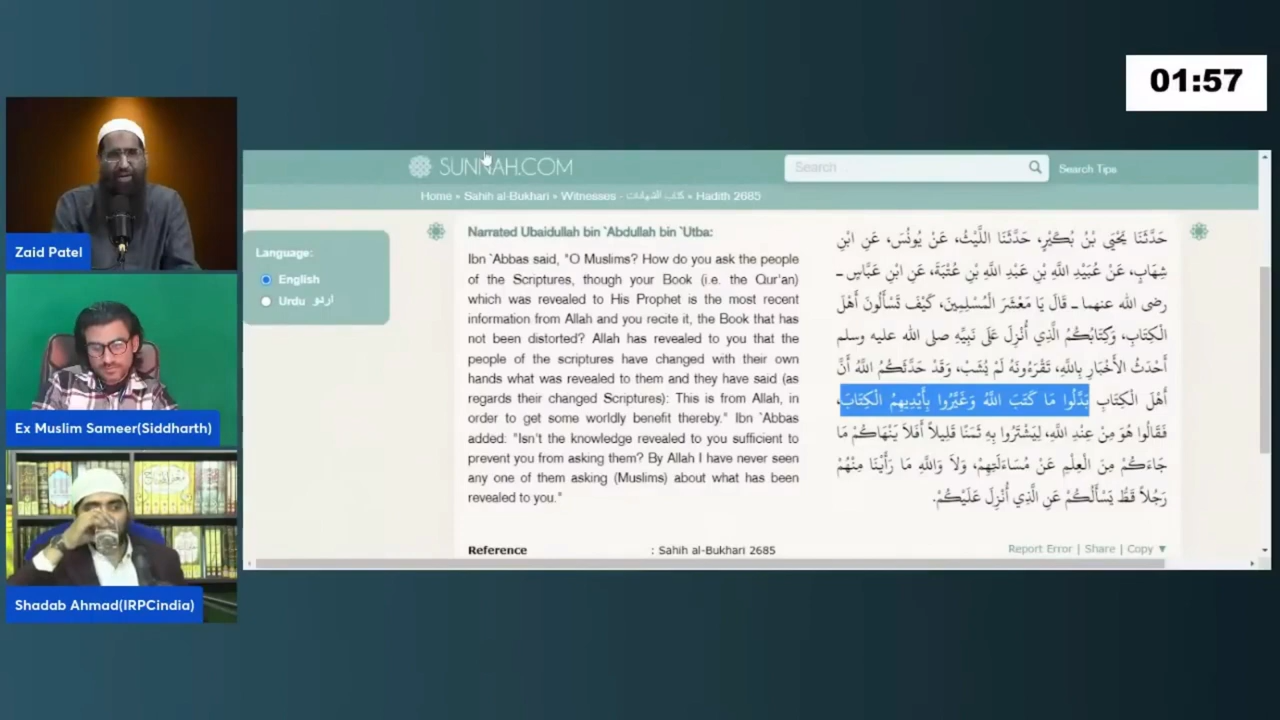 01:57
SUNNAH.COM
Search ...
Search Tips
Home » Sahih al-Bukhari » Witnesses - كتاب الشهادات » Hadith 2685
Zaid Patel
Ex Muslim Sameer(Siddharth)
Shadab Ahmad(IRPCindia)
Language:
English
Urdu اردو
Narrated Ubaidullah bin `Abdullah bin `Utba:
Ibn `Abbas said, "O Muslims? How do you ask the people
of the Scriptures, though your Book (i.e. the Qur'an)
which was revealed to His Prophet is the most recent
information from Allah and you recite it, the Book that has
not been distorted? Allah has revealed to you that the
people of the scriptures have changed with their own
hands what was revealed to them and they have said (as
regards their changed Scriptures): This is from Allah, in
order to get some worldly benefit thereby." Ibn `Abbas
added: "Isn't the knowledge revealed to you sufficient to
prevent you from asking them? By Allah I have never seen
any one of them asking (Muslims) about what has been
revealed to you."
حَدَّثَنَا يَحْيَى بْنُ بُكَيْرٍ، حَدَّثَنَا اللَّيْثُ، عَنْ يُونُسَ، عَنِ ابْنِ
شِهَابٍ، عَنْ عُبَيْدِ اللَّهِ بْنِ عَبْدِ اللَّهِ بْنِ عُتْبَةَ، عَنِ ابْنِ عَبَّاسٍ ـ
رضى الله عنهما ـ قَالَ يَا مَعْشَرَ الْمُسْلِمِينَ، كَيْفَ تَسْأَلُونَ أَهْلَ
الْكِتَابِ، وَكِتَابُكُمُ الَّذِي أُنْزِلَ عَلَى نَبِيِّهِ صلى الله عليه وسلم
أَحْدَثُ الأَخْبَارِ بِاللَّهِ، تَقْرَءُونَهُ لَمْ يُشَبْ، وَقَدْ حَدَّثَكُمُ اللَّهُ أَنَّ
أَهْلَ الْكِتَابِ بَدَّلُوا مَا كَتَبَ اللَّهُ وَغَيَّرُوا بِأَيْدِيهِمُ الْكِتَابَ،
فَقَالُوا هُوَ مِنْ عِنْدِ اللَّهِ، لِيَشْتَرُوا بِهِ ثَمَنًا قَلِيلاً أَفَلاَ يَنْهَاكُمْ مَا
جَاءَكُمْ مِنَ الْعِلْمِ عَنْ مُسَاءَلَتِهِمْ، وَلاَ وَاللَّهِ مَا رَأَيْنَا مِنْهُمْ
رَجُلاً قَطُّ يَسْأَلُكُمْ عَنِ الَّذِي أُنْزِلَ عَلَيْكُمْ.
Reference : Sahih al-Bukhari 2685
Report Error | Share | Copy ▼